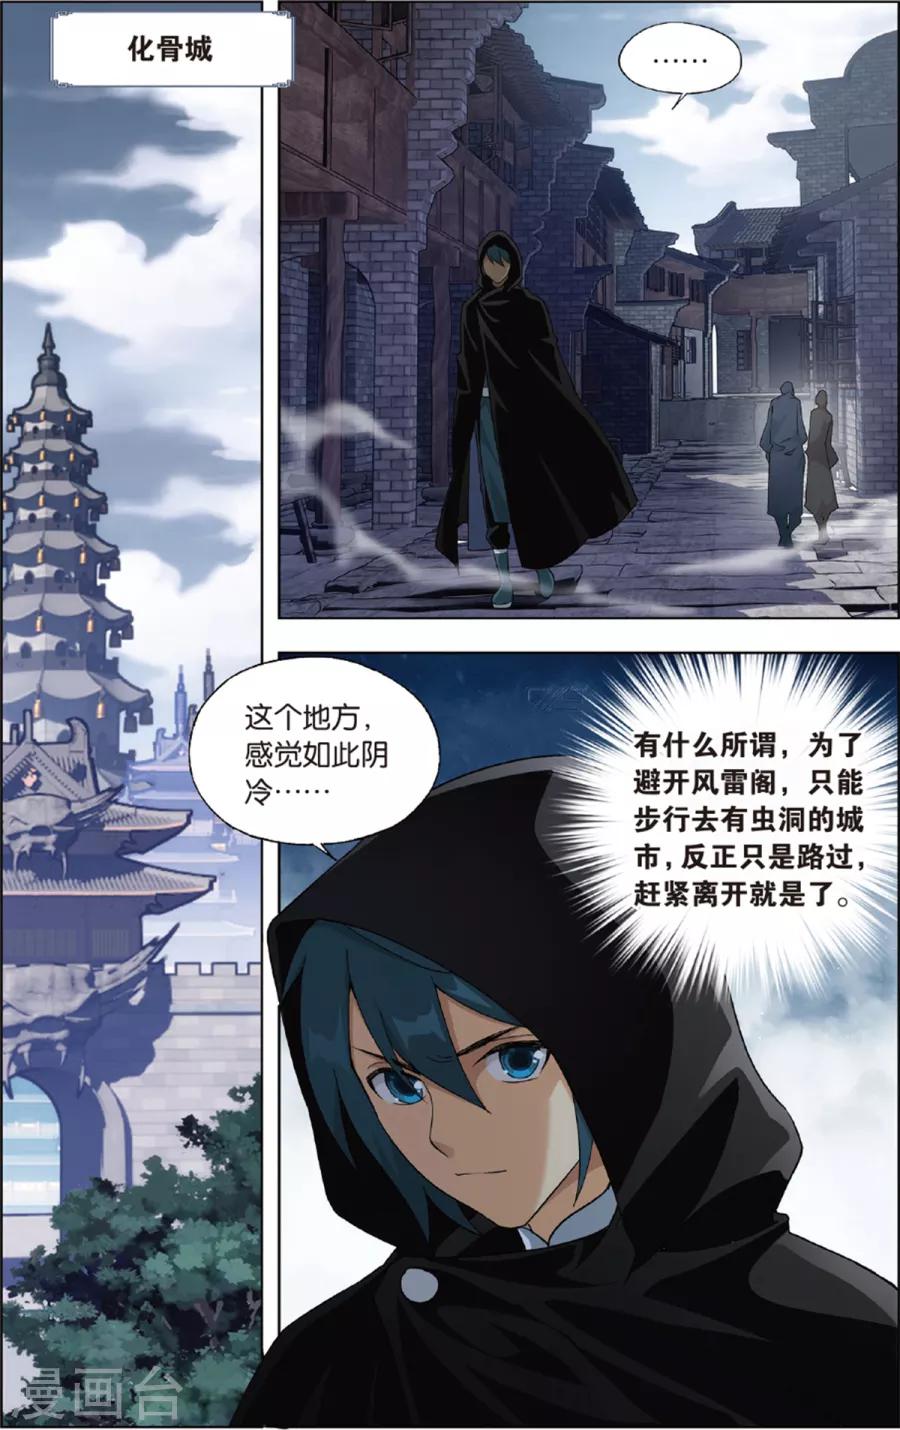 化骨城
……
这个地方，
感觉如此阴
冷……
有什么所谓，为了
避开风雷阁，只能
步行去有虫洞的城
市，反正只是路过，
赶紧离开就是了。
漫画台